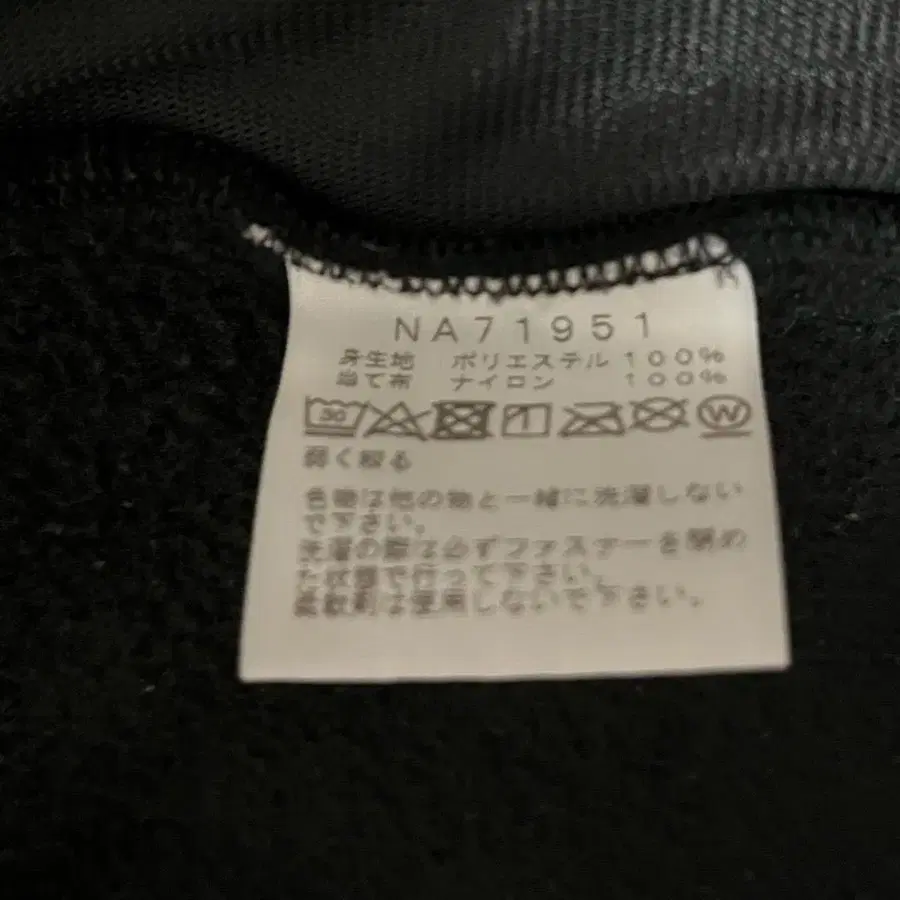 NA71951
身生地 ポリエステル 100%
当て布 ナイロン 100%
30 W
弱く絞る
色物は他の物と一緒に洗濯しない
で下さい。
洗濯の際は必ずファスナーを閉め
た状態で行って下さい。
柔軟剤は使用しないで下さい。